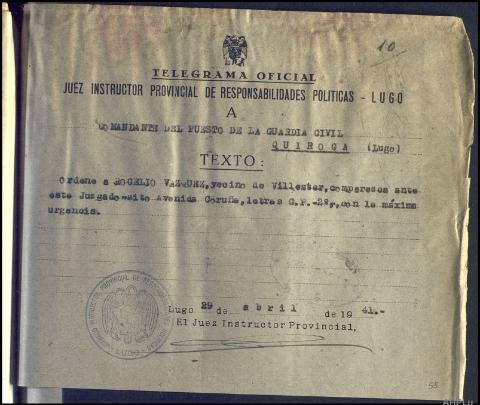 10
TELEGRAMA OFICIAL
JUEZ INSTRUCTOR PROVINCIAL DE RESPONSABILIDADES POLITICAS - LUGO
A
COMANDANTE DEL PUESTO DE LA GUARDIA CIVIL
QUIROGA (Lugo)
TEXTO:
Ordene a ROGELIO VAZQUEZ, vecino de Villester, comparezca ante
este Juzgado-sito Avenida Coruña, letras G.P.-2º, con la máxima
urgencia.
Lugo 29 de abril de 1941.-
El Juez Instructor Provincial,
LUGO
53